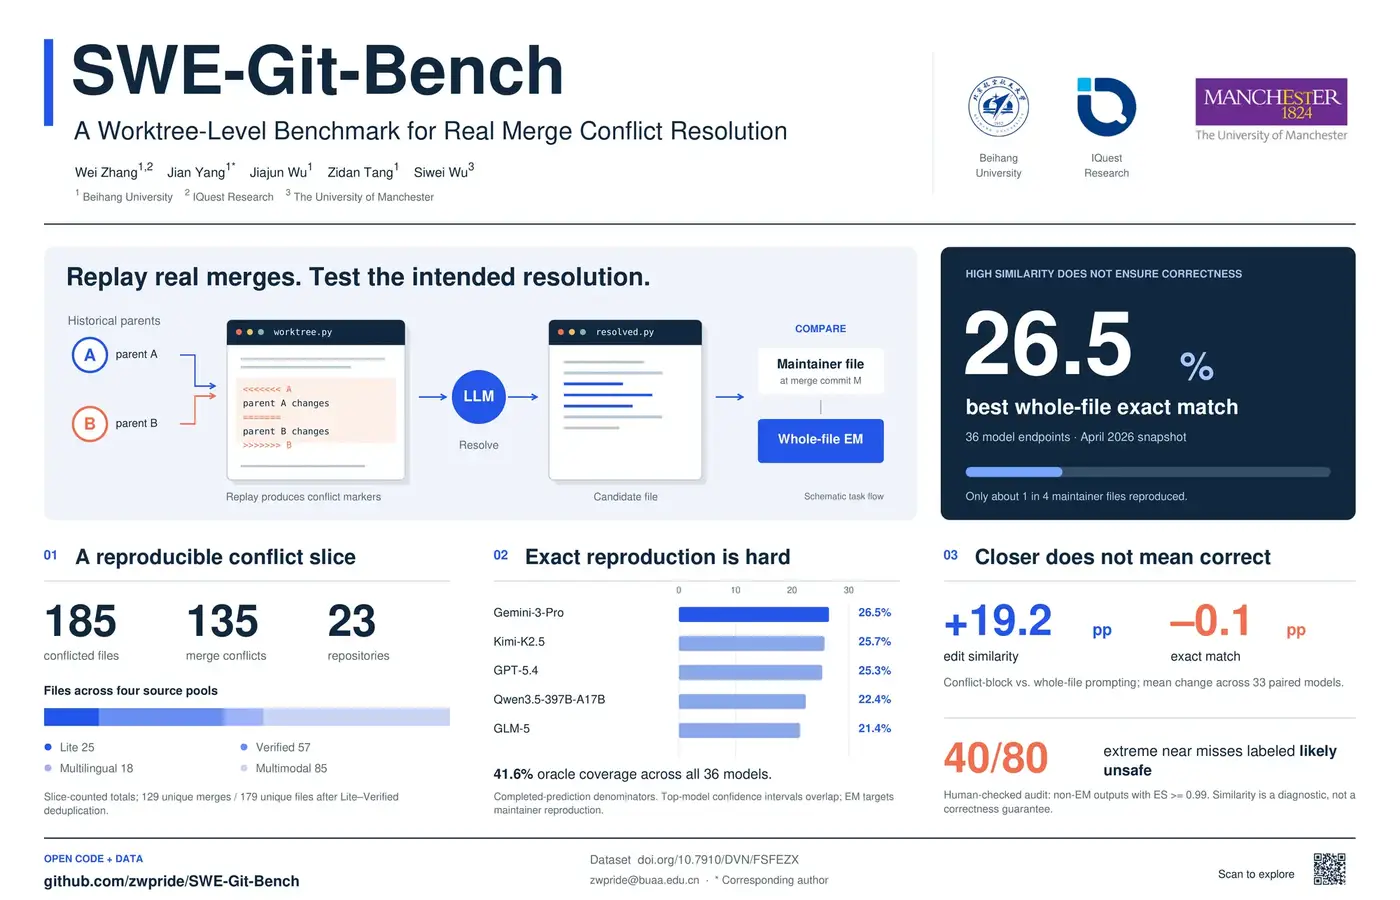 SWE-Git-Bench
A Worktree-Level Benchmark for Real Merge Conflict Resolution
Wei Zhang1,2 Jian Yang1* Jiajun Wu1 Zidan Tang1 Siwei Wu3
1 Beihang University 2 IQuest Research 3 The University of Manchester
Beihang
University
IQuest
Research
MANCHESTER
1824
The University of Manchester
Replay real merges. Test the intended resolution.
Historical parents
A parent A
B parent B
worktree.py
<<<<<<< A
parent A changes
=======
parent B changes
>>>>>>> B
Replay produces conflict markers
LLM
Resolve
resolved.py
Candidate file
COMPARE
Maintainer file
at merge commit M
Whole-file EM
Schematic task flow
HIGH SIMILARITY DOES NOT ENSURE CORRECTNESS
26.5 %
best whole-file exact match
36 model endpoints · April 2026 snapshot
Only about 1 in 4 maintainer files reproduced.
01 A reproducible conflict slice
185 135 23
conflicted files merge conflicts repositories
Files across four source pools
Lite 25 Verified 57
Multilingual 18 Multimodal 85
Slice-counted totals; 129 unique merges / 179 unique files after Lite–Verified
deduplication.
02 Exact reproduction is hard
0 10 20 30
Gemini-3-Pro 26.5%
Kimi-K2.5 25.7%
GPT-5.4 25.3%
Qwen3.5-397B-A17B 22.4%
GLM-5 21.4%
41.6% oracle coverage across all 36 models.
Completed-prediction denominators. Top-model confidence intervals overlap; EM targets
maintainer reproduction.
03 Closer does not mean correct
+19.2 pp –0.1 pp
edit similarity exact match
Conflict-block vs. whole-file prompting; mean change across 33 paired models.
40/80 extreme near misses labeled likely
unsafe
Human-checked audit: non-EM outputs with ES >= 0.99. Similarity is a diagnostic, not a
correctness guarantee.
OPEN CODE + DATA
github.com/zwpride/SWE-Git-Bench
Dataset doi.org/10.7910/DVN/FSFEZX
zwpride@buaa.edu.cn · * Corresponding author
Scan to explore